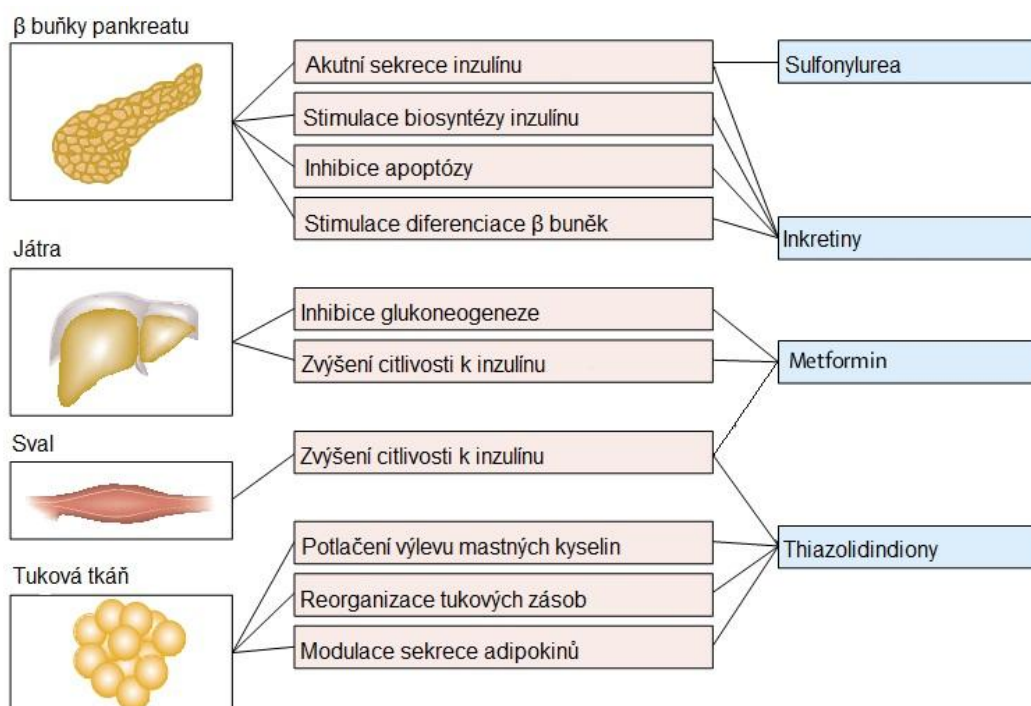 β buňky pankreatu
Akutní sekrece inzulínu
Sulfonylurea
Stimulace biosyntézy inzulínu
Inhibice apoptózy
Stimulace diferenciace β buněk
Inkretiny
Játra
Inhibice glukoneogeneze
Zvýšení citlivosti k inzulínu
Metformin
Sval
Zvýšení citlivosti k inzulínu
Potlačení výlevu mastných kyselin
Thiazolidindiony
Tuková tkáň
Reorganizace tukových zásob
Modulace sekrece adipokinů